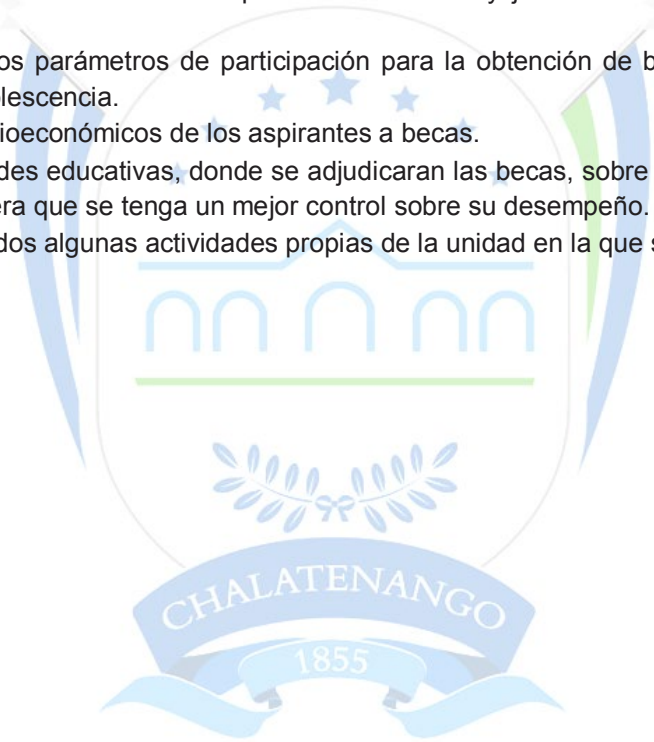 os parámetros de participación para la obtención de b
lescencia.
ioeconómicos de los aspirantes a becas.
des educativas, donde se adjudicaran las becas, sobre
era que se tenga un mejor control sobre su desempeño.
dos algunas actividades propias de la unidad en la que s
CHALATENANGO
1855